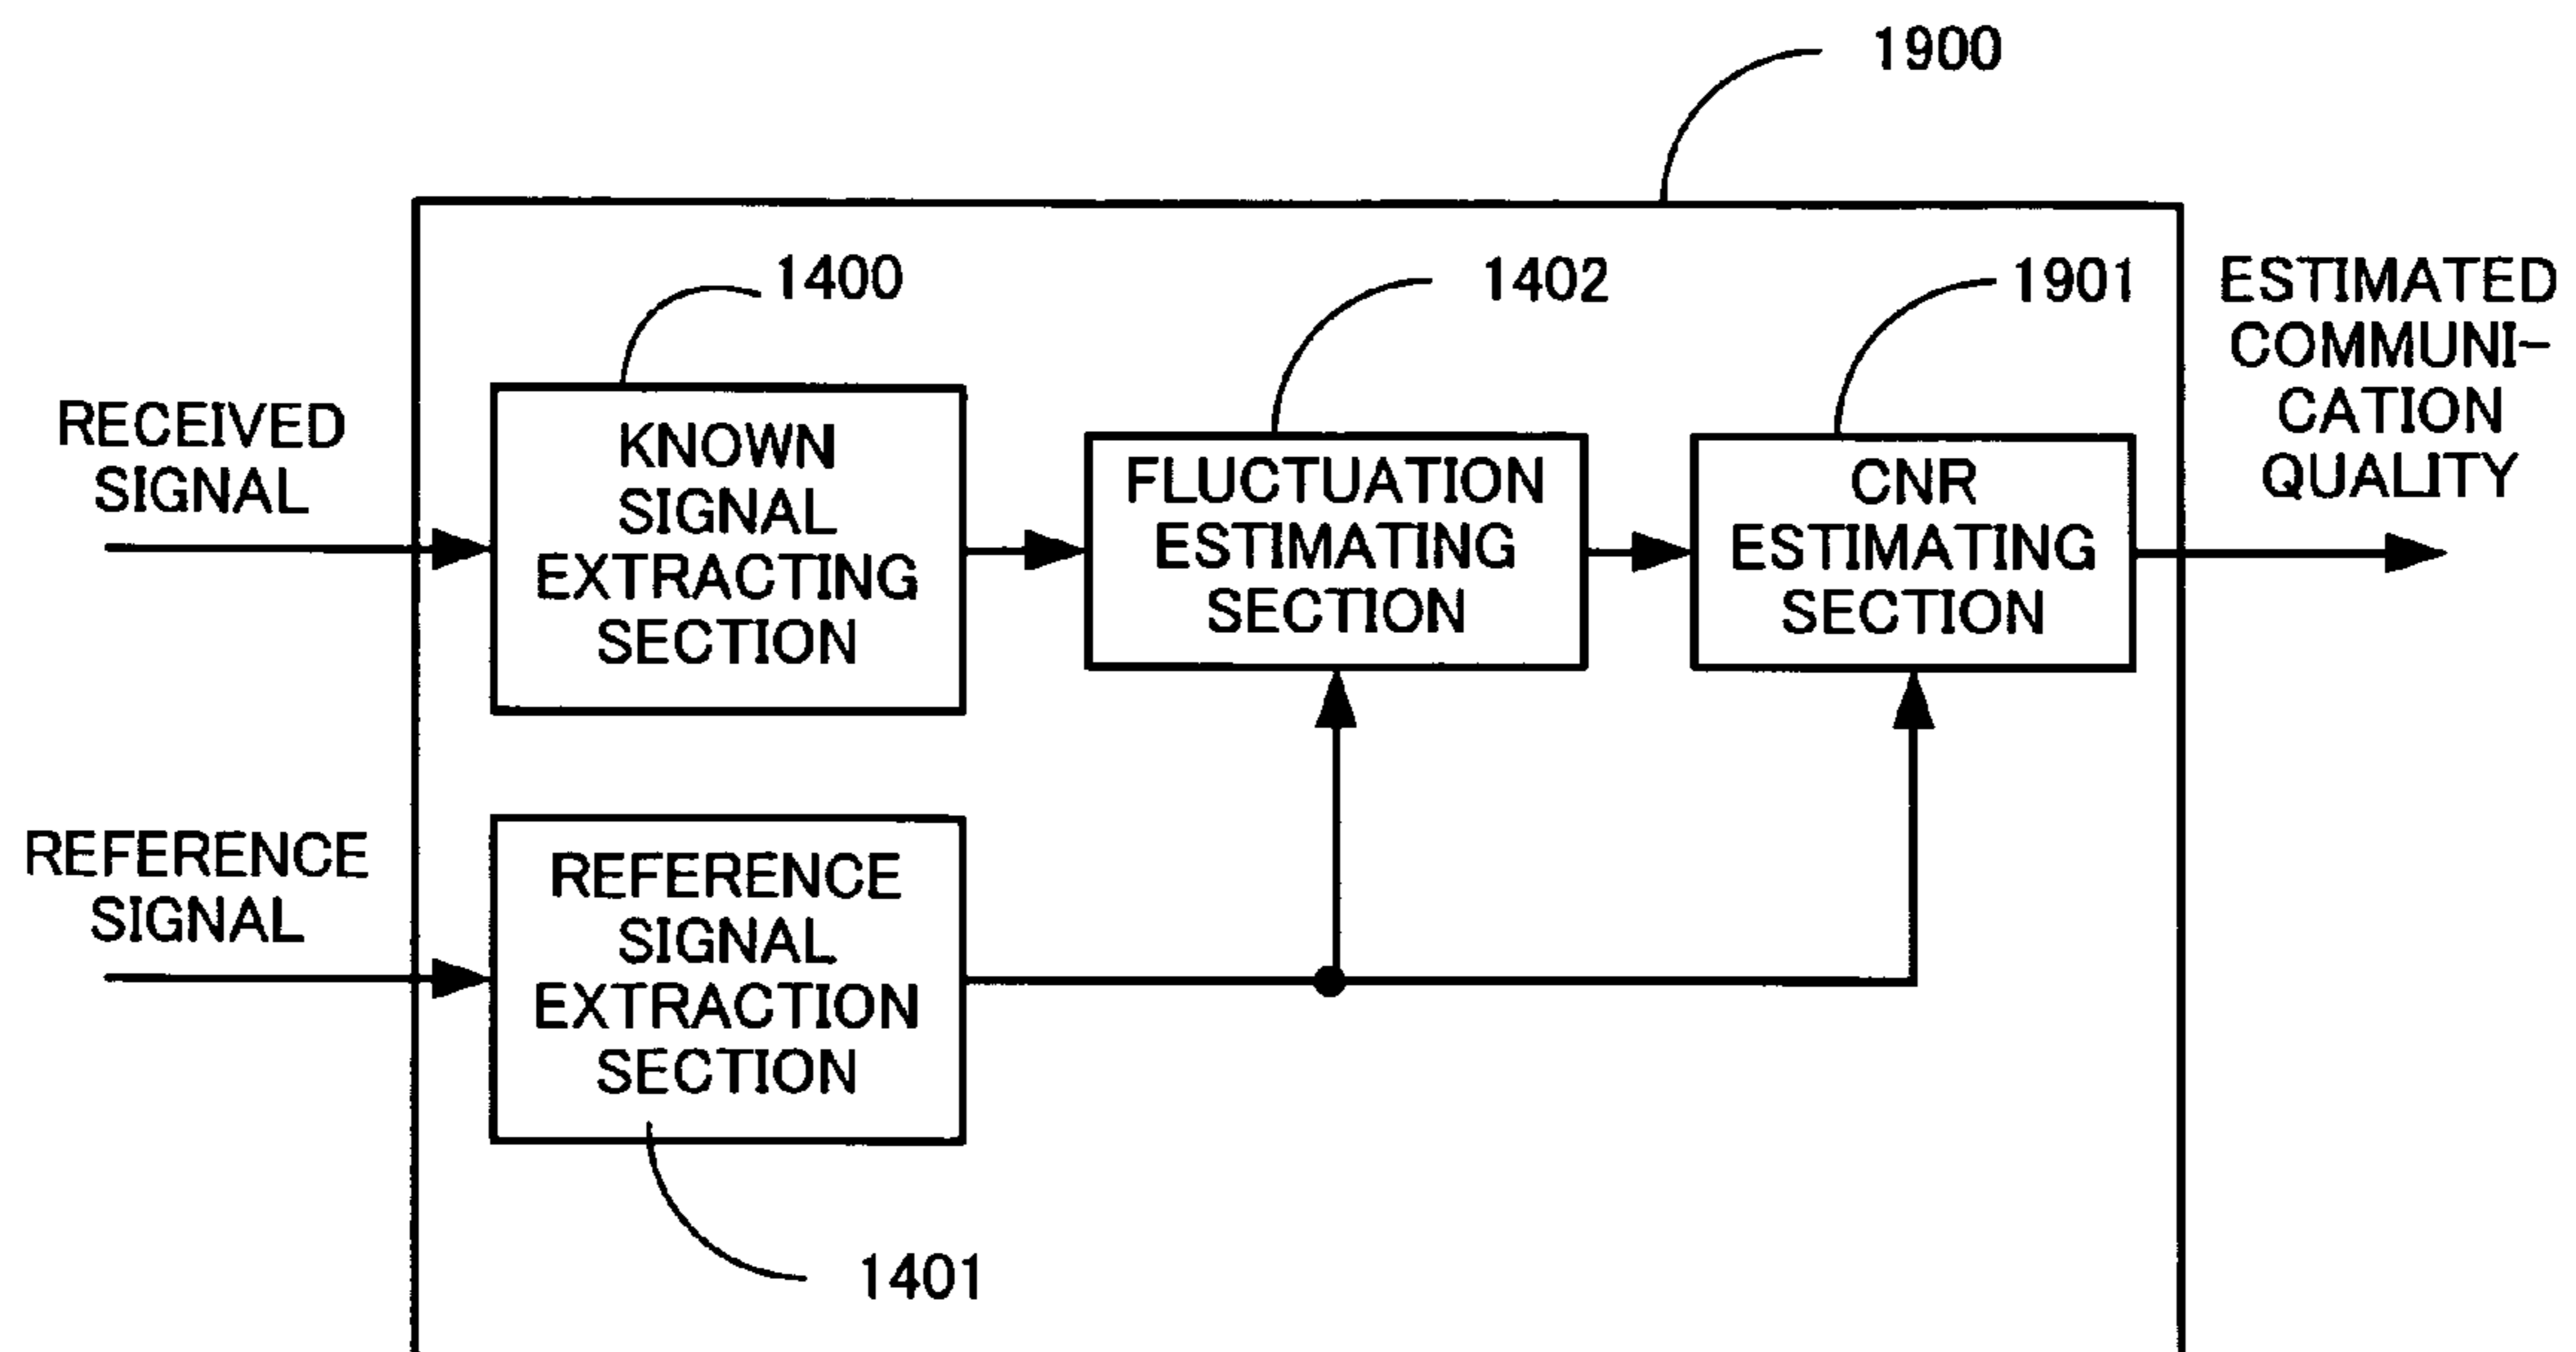 1900
1400
1402
1901
ESTIMATED
COMMUNI-
CATION
QUALITY
RECEIVED
SIGNAL
KNOWN
SIGNAL
EXTRACTING
SECTION
FLUCTUATION
ESTIMATING
SECTION
CNR
ESTIMATING
SECTION
REFERENCE
SIGNAL
REFERENCE
SIGNAL
EXTRACTION
SECTION
1401